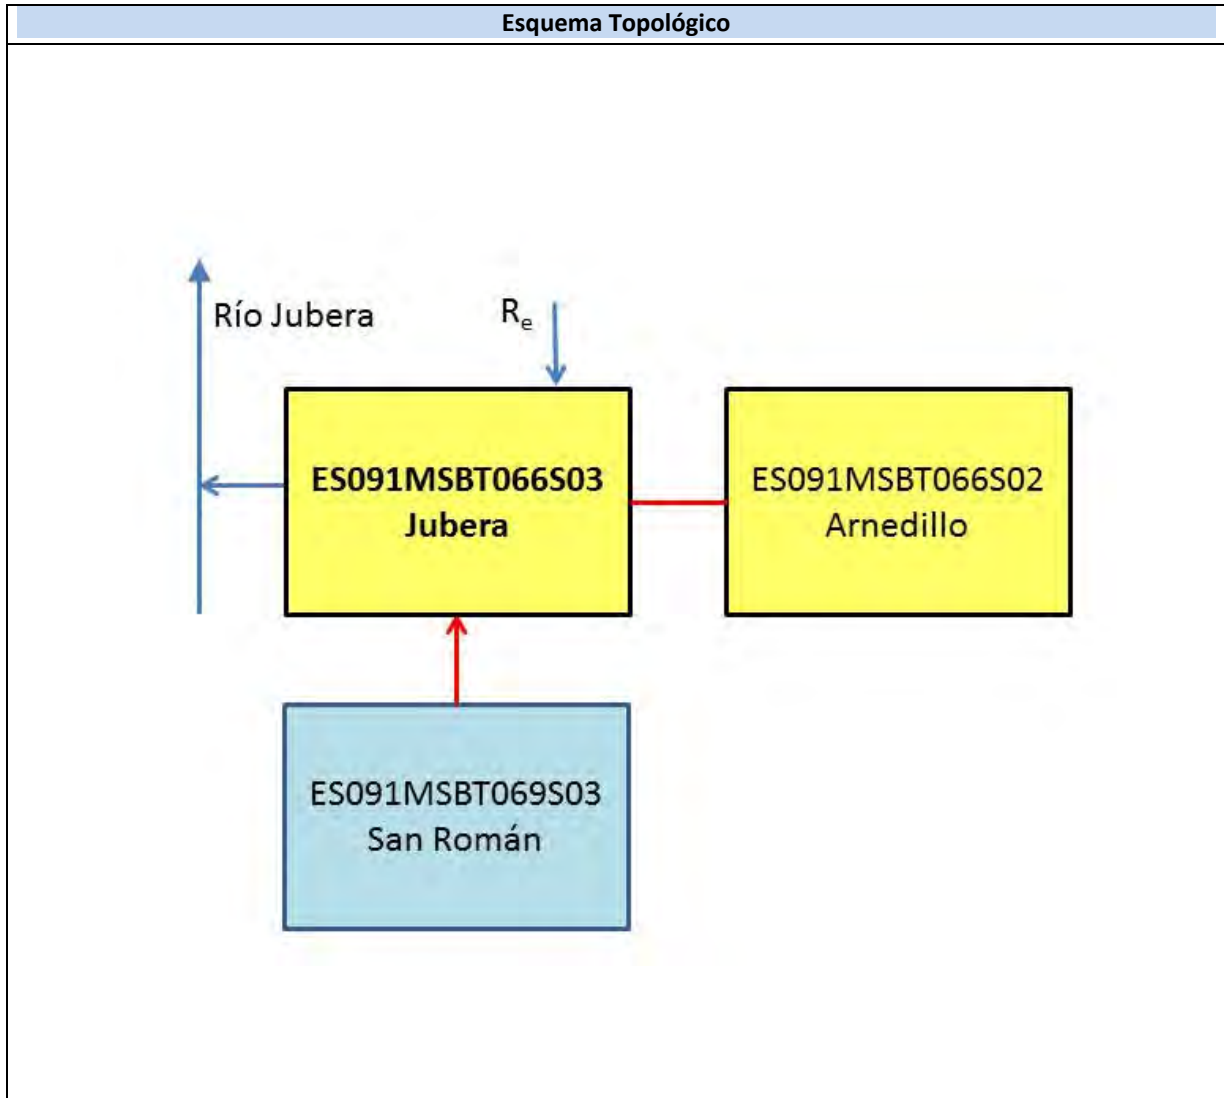 Esquema Topológico
Río Jubera
Re
ES091MSBT066S03
Jubera
ES091MSBT066S02
Arnedillo
ES091MSBT069S03
San Román